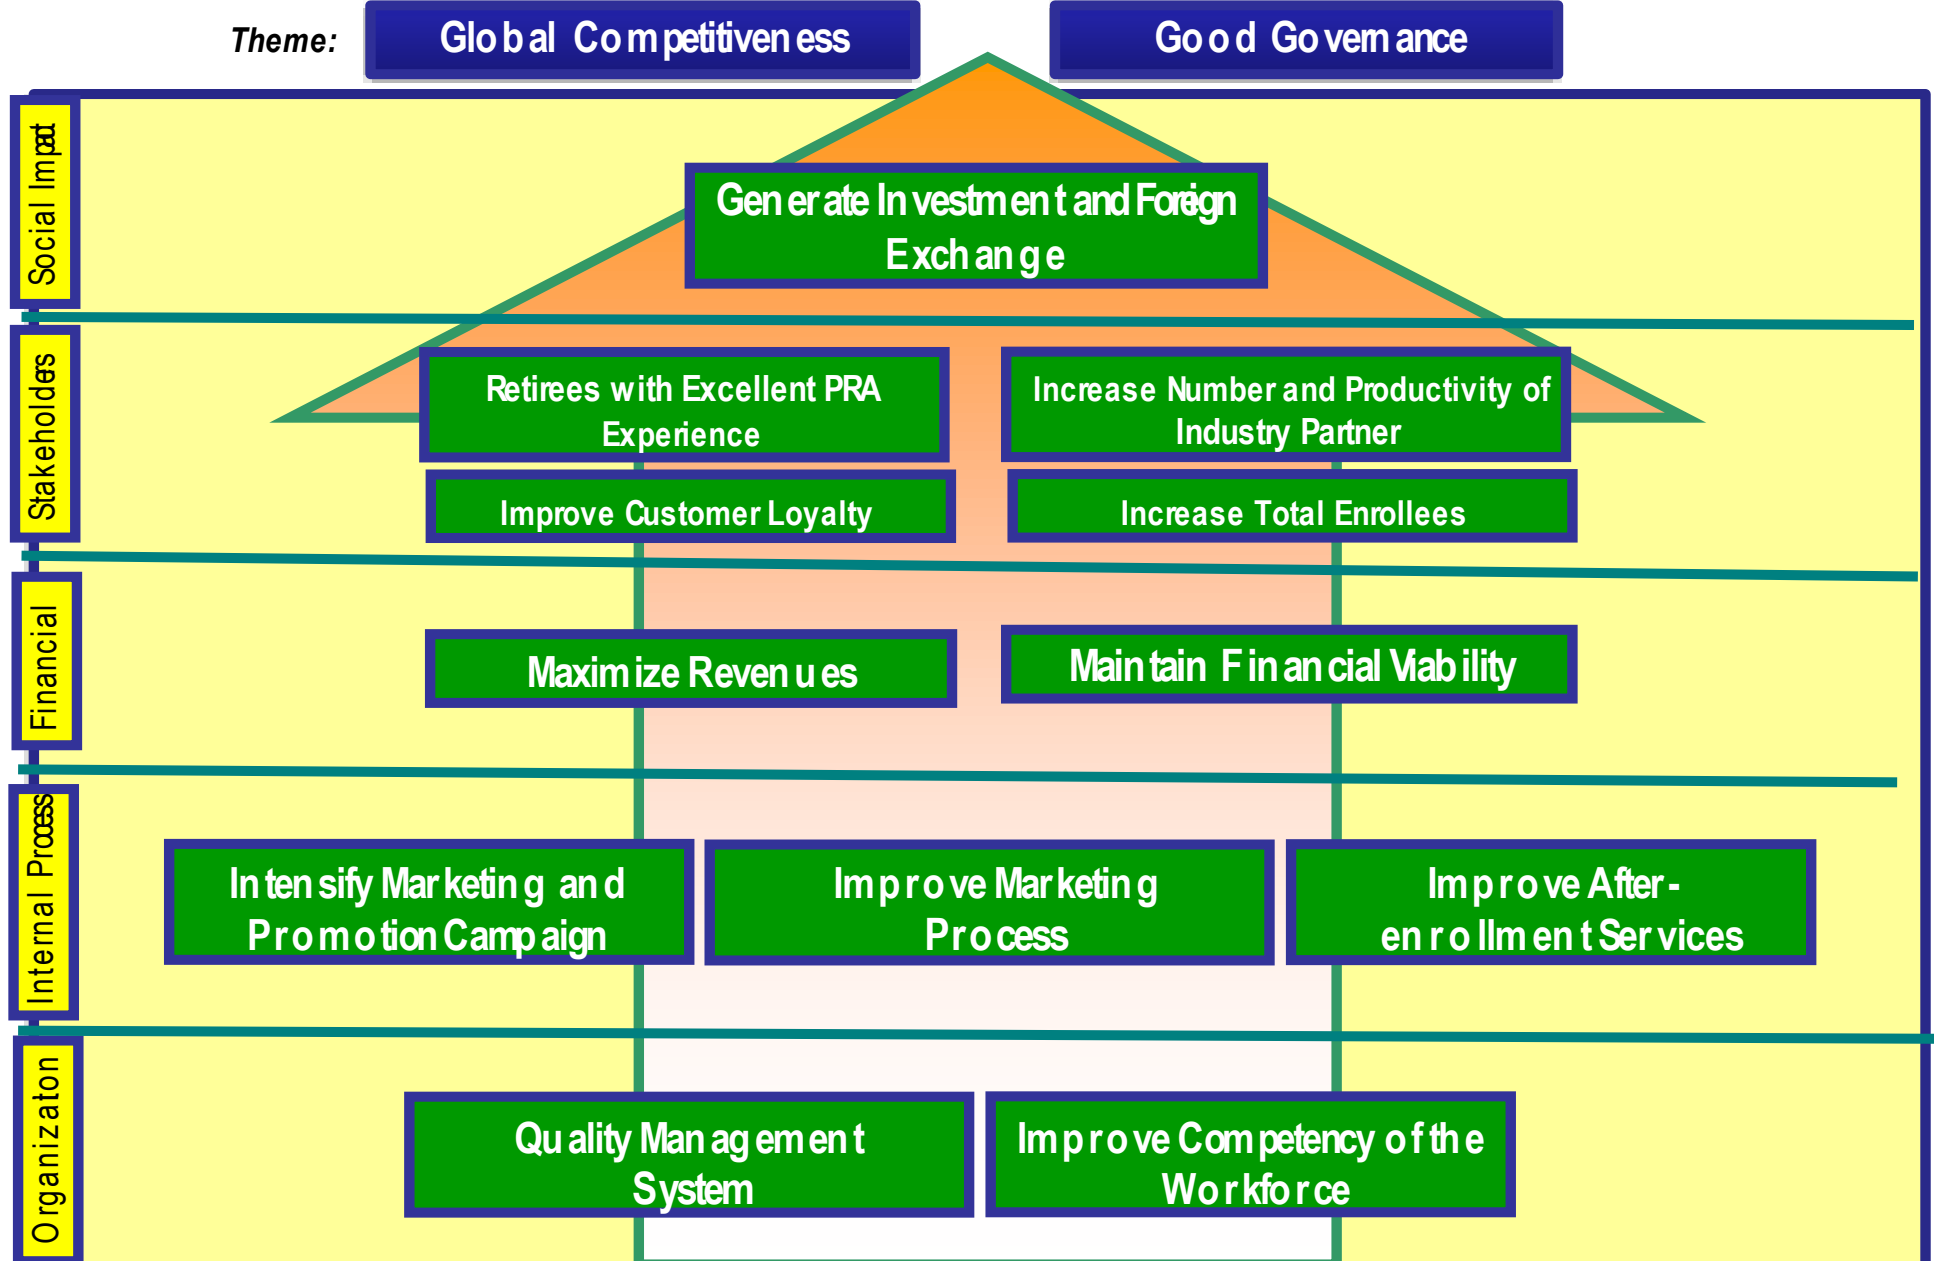 Theme:
Global Competitiveness
Good Governance
Social Impact
Generate Investment and Foreign
Exchange
Stakeholders
Retirees with Excellent PRA
Experience
Increase Number and Productivity of
Industry Partner
Improve Customer Loyalty
Increase Total Enrollees
Financial
Maximize Revenues
Maintain Financial Viability
Internal Process
Intensify Marketing and
Promotion Campaign
Improve Marketing
Process
Improve After-
enrollment Services
Organizaton
Quality Management
System
Improve Competency of the
Workforce